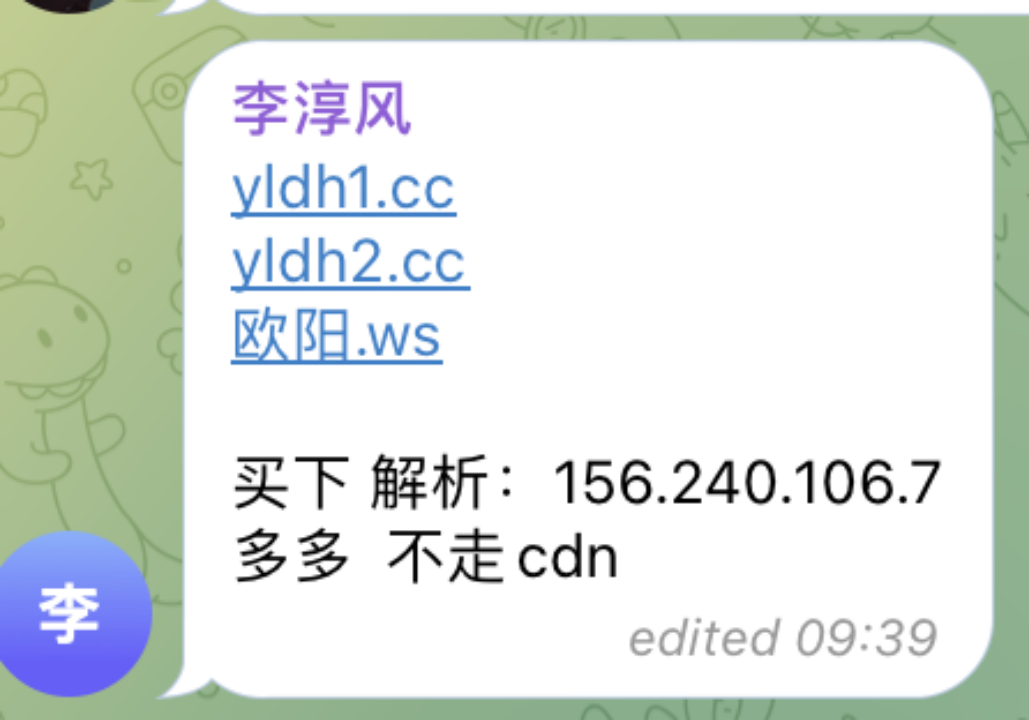 李淳风
yldh1.cc
yldh2.cc
欧阳.ws
买下 解析：156.240.106.7
多多 不走cdn
edited 09:39
李